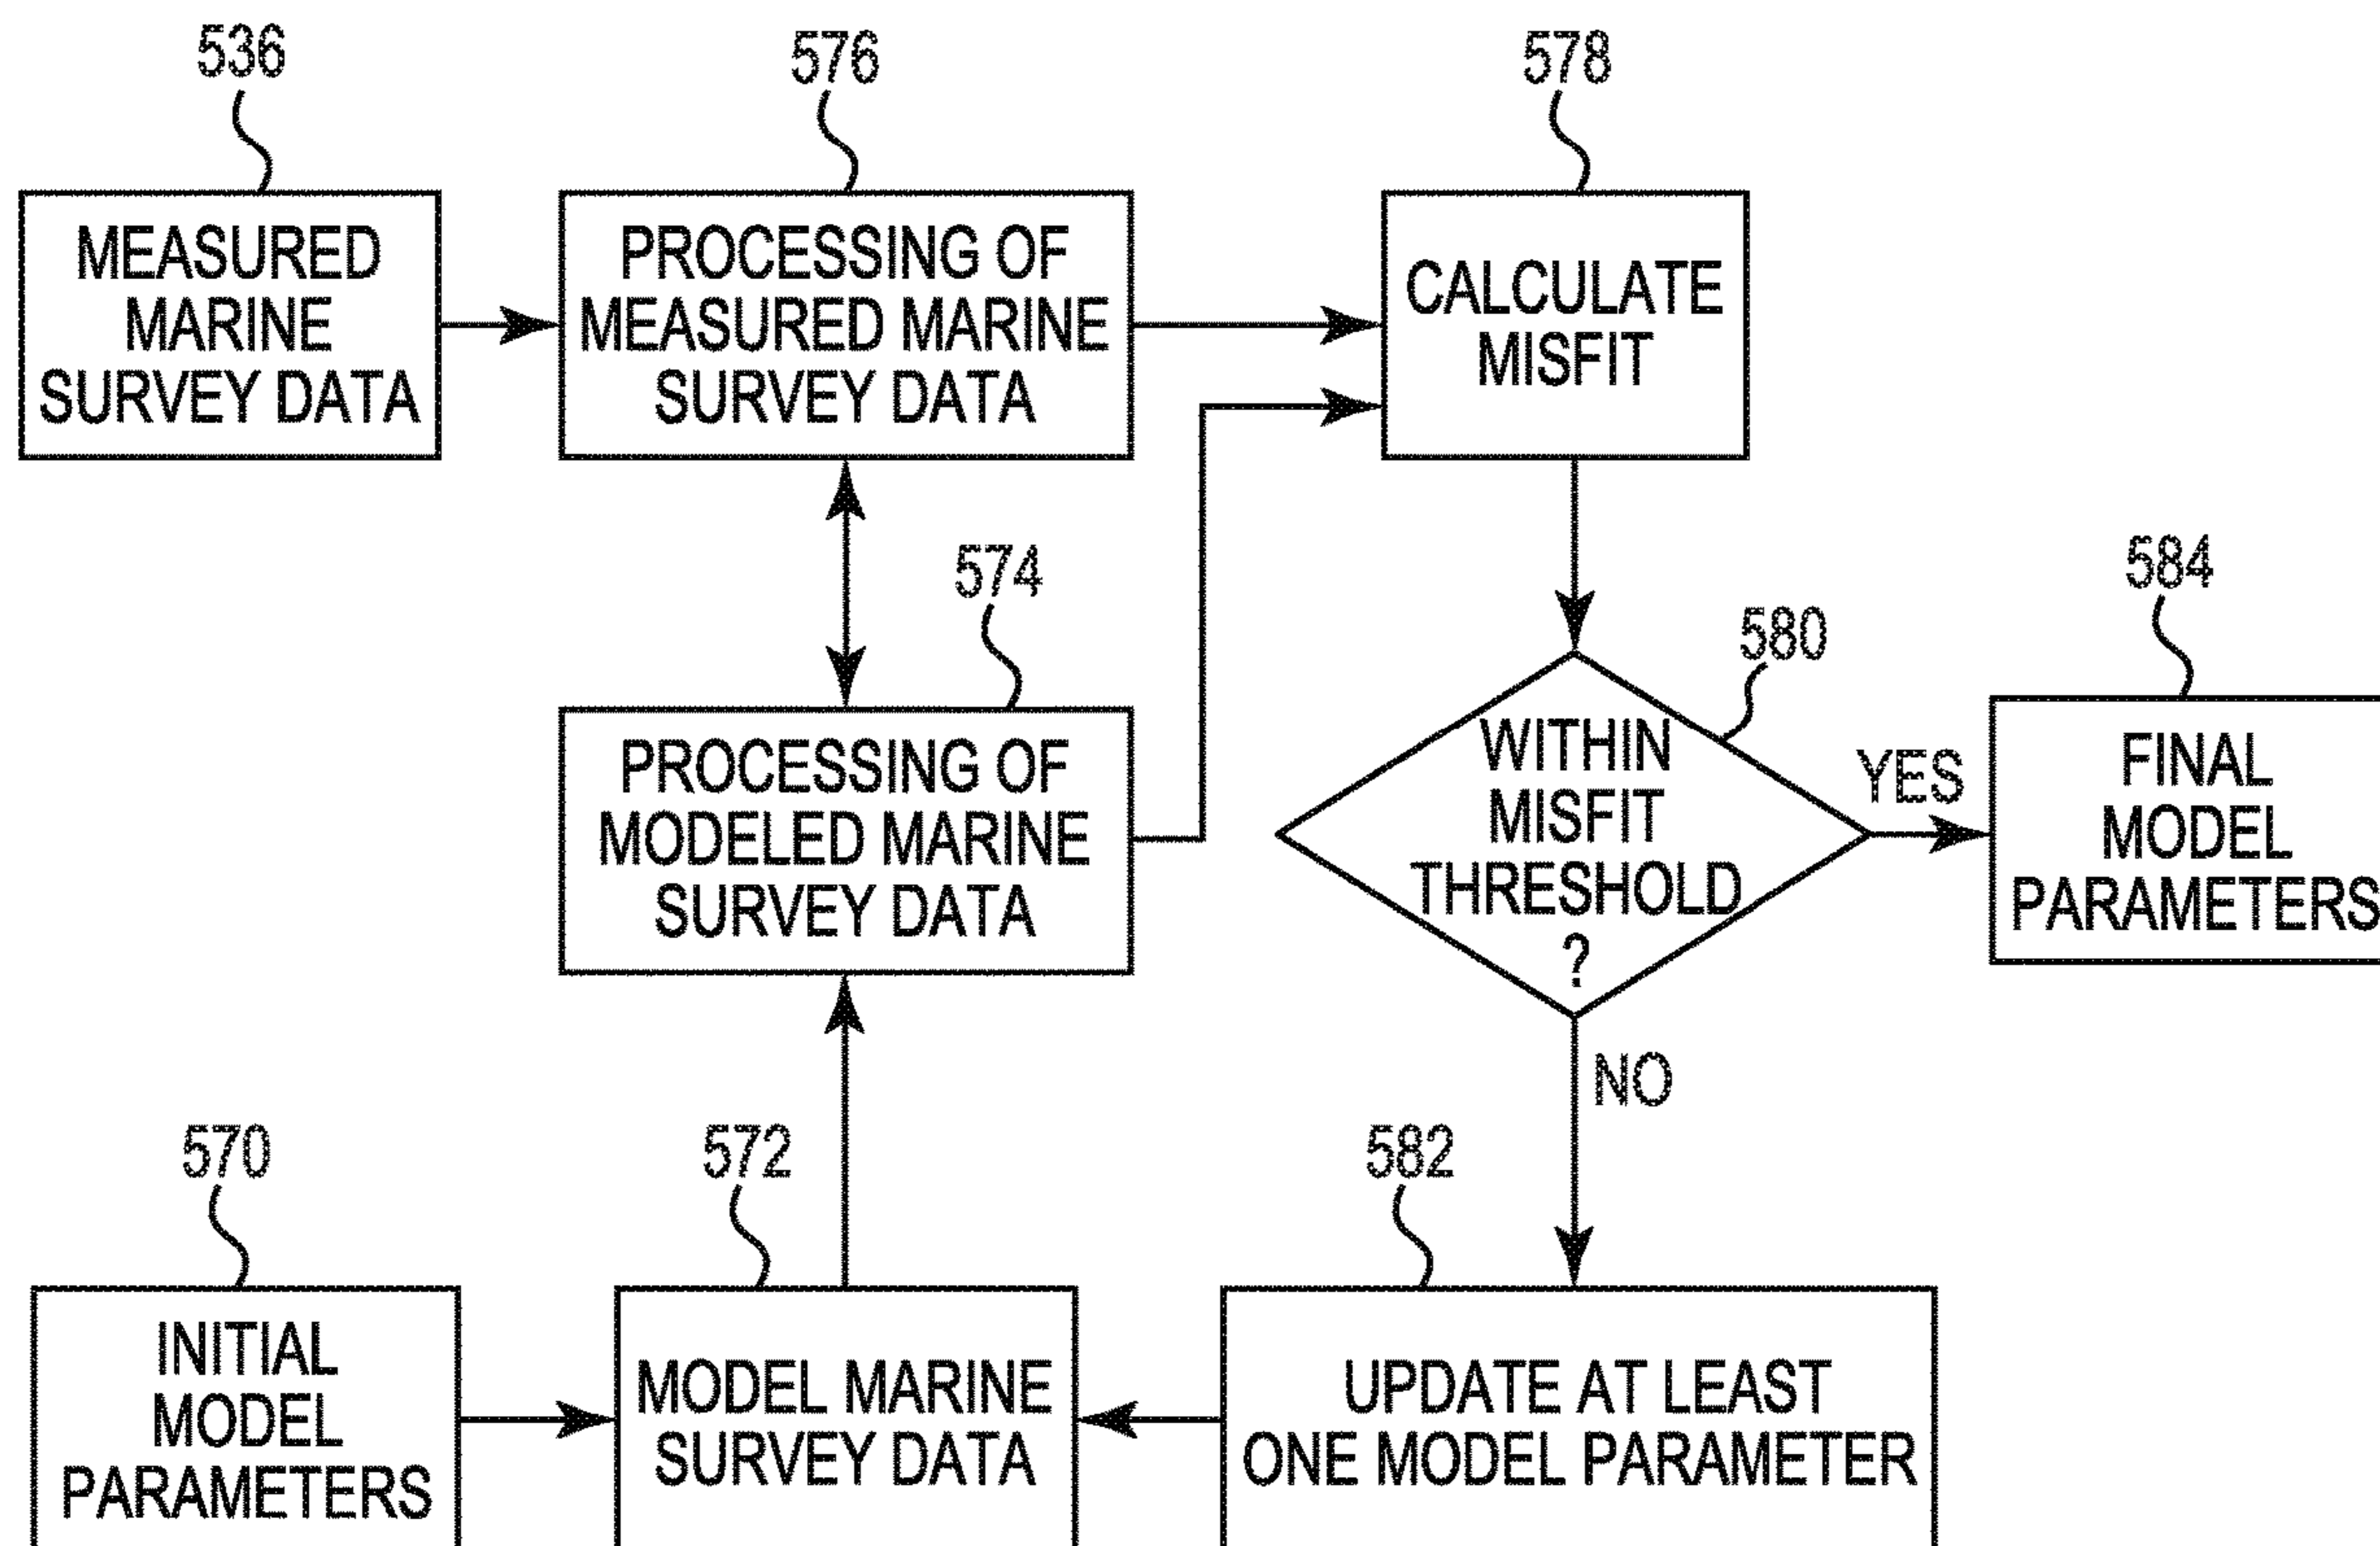 536
576
578
MEASURED
MARINE
SURVEY DATA
PROCESSING OF
MEASURED MARINE
SURVEY DATA
CALCULATE
MISFIT
574
580
584
PROCESSING OF
MODELED MARINE
SURVEY DATA
WITHIN
MISFIT
THRESHOLD
?
YES
FINAL
MODEL
PARAMETERS
NO
570
572
582
INITIAL
MODEL
PARAMETERS
MODEL MARINE
SURVEY DATA
UPDATE AT LEAST
ONE MODEL PARAMETER